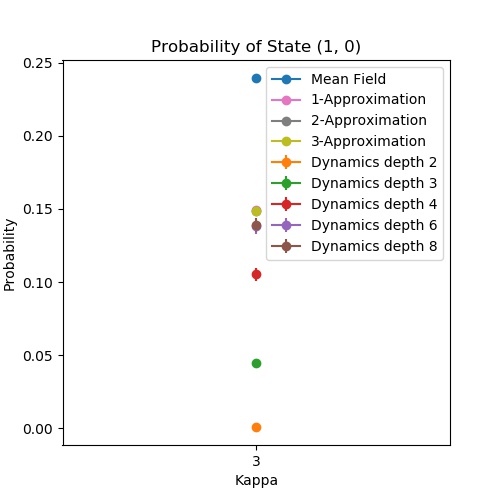 Probability of State (1, 0)
Probability
0.25
0.20
0.15
0.10
0.05
0.00
Mean Field
1-Approximation
2-Approximation
3-Approximation
Dynamics depth 2
Dynamics depth 3
Dynamics depth 4
Dynamics depth 6
Dynamics depth 8
3
Kappa